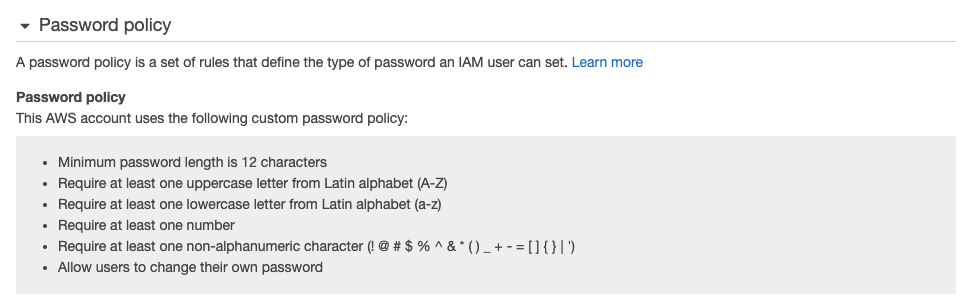 Password policy
A password policy is a set of rules that define the type of password an IAM user can set. Learn more
Password policy
This AWS account uses the following custom password policy:
• Minimum password length is 12 characters
• Require at least one uppercase letter from Latin alphabet (A-Z)
• Require at least one lowercase letter from Latin alphabet (a-z)
• Require at least one number
• Require at least one non-alphanumeric character (! @ # $ % ^ & * ( ) _ + - = [ ] { } | ')
• Allow users to change their own password